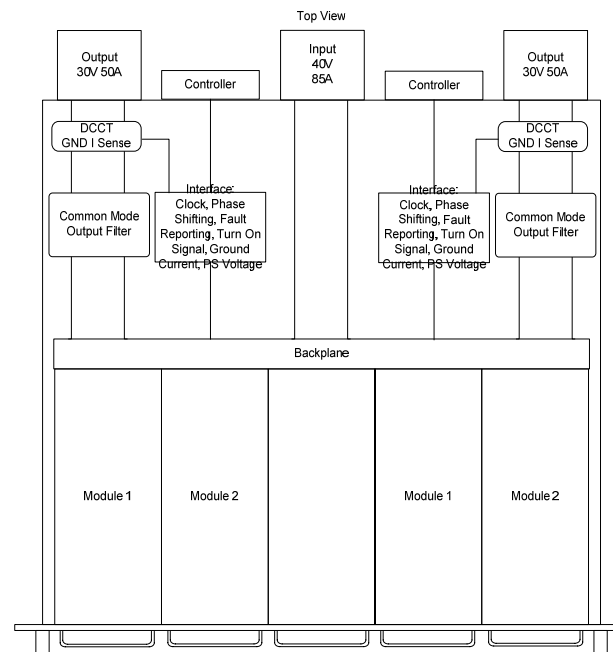 Top View
Output
30V 50A
Controller
Input
40V
85A
Controller
Output
30V 50A
DCCT
GND I Sense
DCCT
GND I Sense
Common Mode
Output Filter
Interface:
Clock, Phase
Shifting, Fault
Reporting, Turn On
Signal, Ground
Current, PS Voltage
Interface:
Clock, Phase
Shifting, Fault
Reporting, Turn On
Signal, Ground
Current, PS Voltage
Common Mode
Output Filter
Backplane
Module 1
Module 2
Module 1
Module 2